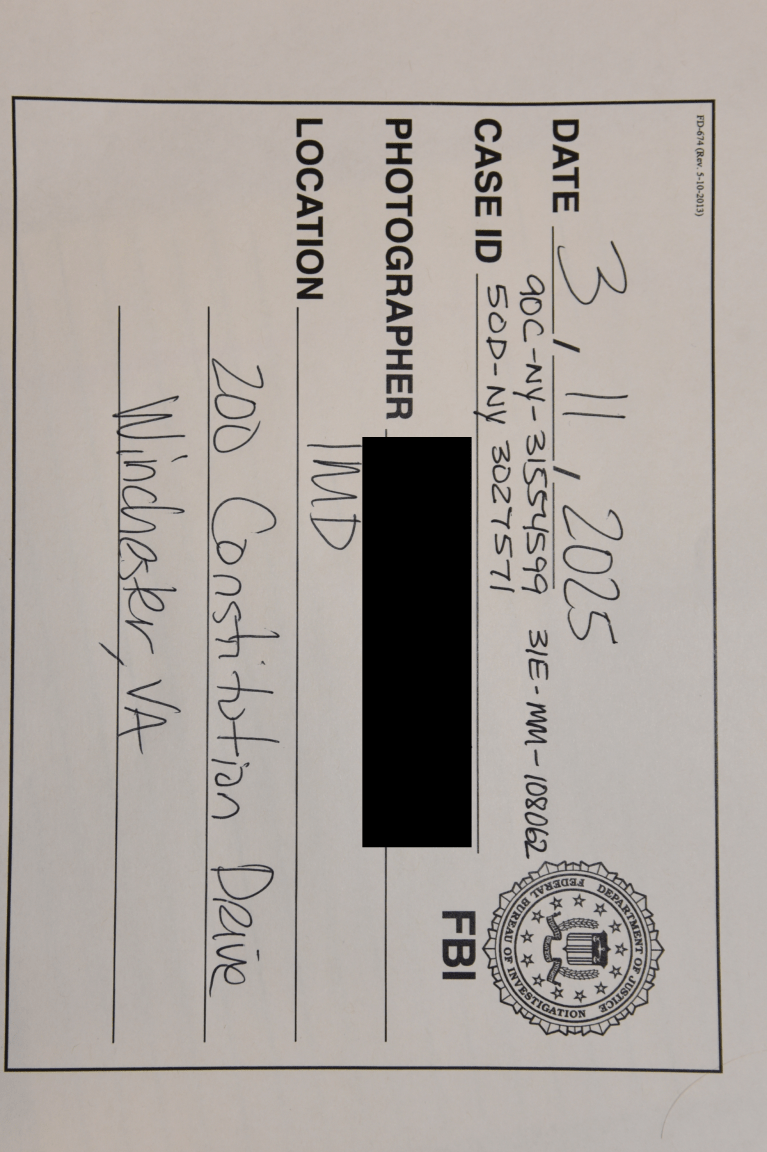 FD-674 (Rev. 5-10-2013)
DATE 3 / 11 / 2025
90C-NY-31554599 31E-MM-108062
CASE ID 50D-NY 3027571
PHOTOGRAPHER
LOCATION IMD
200 Constitution Drive
Winchester, VA
DEPARTMENT OF JUSTICE
FEDERAL BUREAU OF INVESTIGATION
FBI